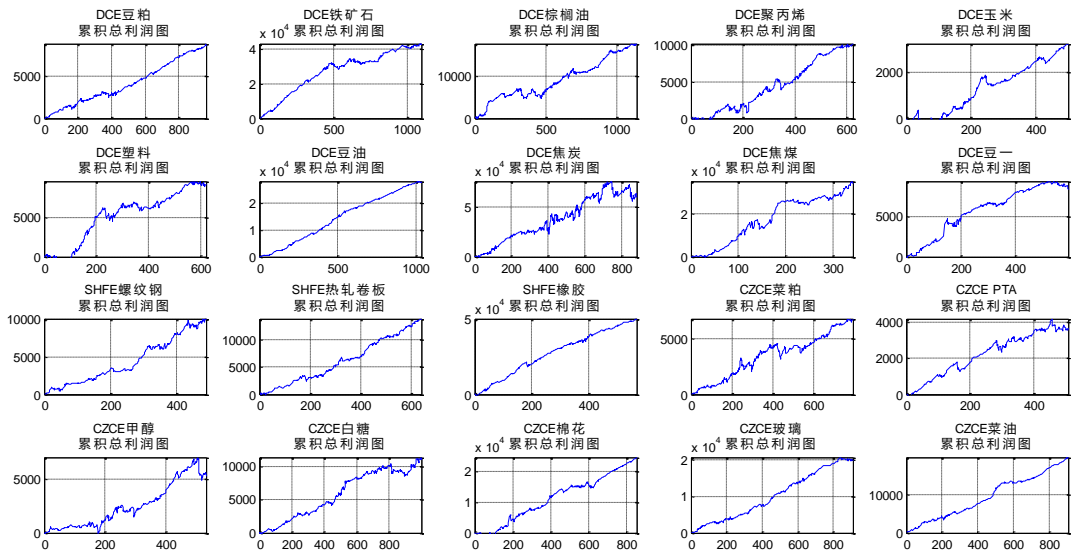 DCE豆粕
累积总利润图
5000
0
0 200 400 600 800
DCE铁矿石
x 10⁴ 累积总利润图
4
2
0
0 500 1000
DCE棕榈油
累积总利润图
10000
0
0 500 1000
DCE聚丙烯
累积总利润图
10000
5000
0
0 200 400 600
DCE玉米
累积总利润图
2000
0
0 200 400
DCE塑料
累积总利润图
5000
0
0 200 400 600
DCE豆油
x 10⁴ 累积总利润图
2
1
0
0 500 1000
DCE焦炭
x 10⁴ 累积总利润图
5
0
0 200 400 600 800
DCE焦煤
x 10⁴ 累积总利润图
2
0
0 100 200 300
DCE豆一
累积总利润图
5000
0
0 200 400
SHFE螺纹钢
累积总利润图
10000
5000
0
0 200 400
SHFE热轧卷板
累积总利润图
10000
5000
0
0 200 400 600
SHFE橡胶
x 10⁴ 累积总利润图
5
0
0 200 400
CZCE菜粕
累积总利润图
5000
0
0 200 400 600 800
CZCE PTA
累积总利润图
4000
2000
0
0 200 400
CZCE甲醇
累积总利润图
5000
0
0 200 400
CZCE白糖
累积总利润图
10000
5000
0
0 200 400 600 800
CZCE棉花
x 10⁴ 累积总利润图
2
1
0
0 200 400 600 800
CZCE玻璃
x 10⁴ 累积总利润图
2
1
0
0 200 400 600 800
CZCE菜油
累积总利润图
10000
0
0 200 400 600 800